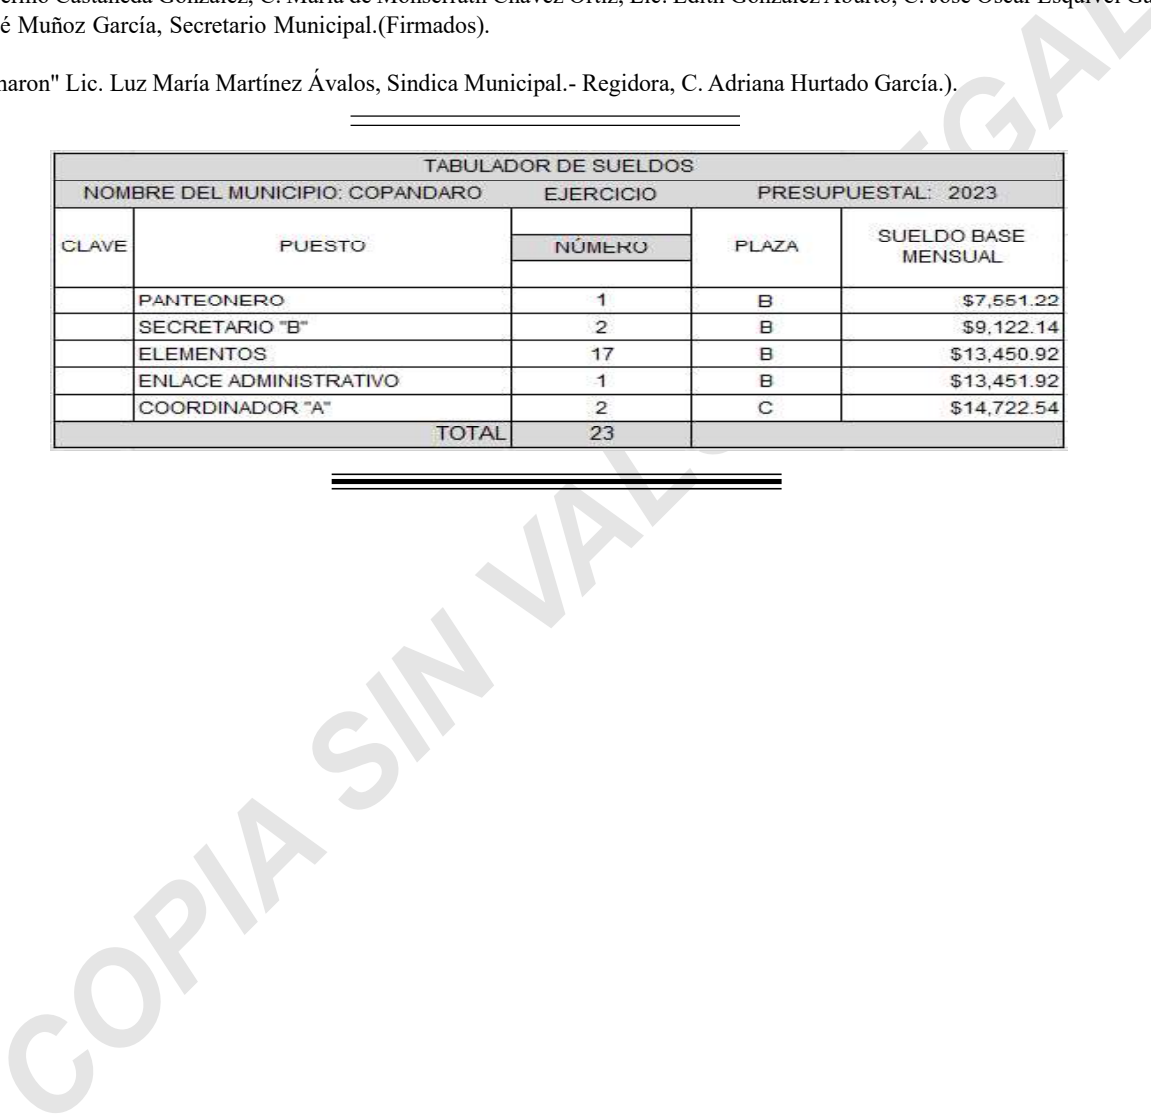 é Muñoz García, Secretario Municipal.(Firmados).
Lic. Luz María Martínez Ávalos, Sindica Municipal.- Regidora, C. Adriana Hurtado García.).
TABULADOR DE SUELDOS
NOMBRE DEL MUNICIPIO: COPANDARO EJERCICIO PRESUPUESTAL: 2023
CLAVE PUESTO NÚMERO PLAZA SUELDO BASE
MENSUAL
PANTEONERO 1 B $7,551.22
SECRETARIO "B" 2 B $9,122.14
ELEMENTOS 17 B $13,450.92
ENLACE ADMINISTRATIVO 1 B $13,451.92
COORDINADOR "A" 2 C $14,722.54
TOTAL 23
COPIA SIN